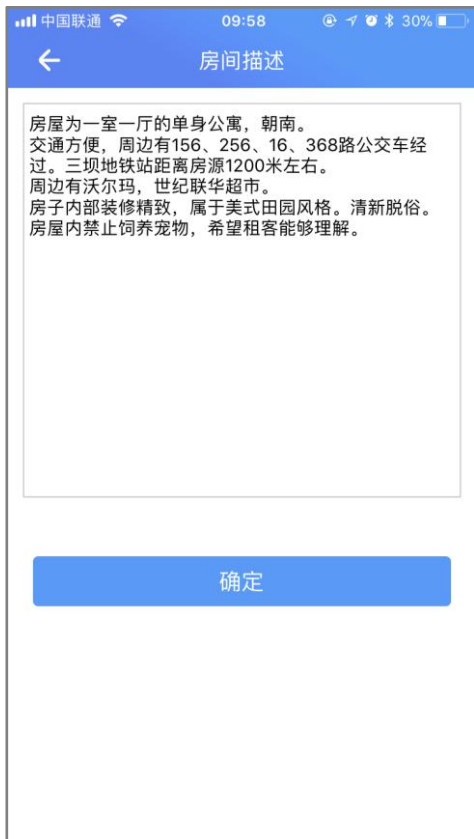 中国联通 09:58 30%
房间描述
房屋为一室一厅的单身公寓，朝南。
交通方便，周边有156、256、16、368路公交车经
过。三坝地铁站距离房源1200米左右。
周边有沃尔玛，世纪联华超市。
房子内部装修精致，属于美式田园风格。清新脱俗。
房屋内禁止饲养宠物，希望租客能够理解。
确定